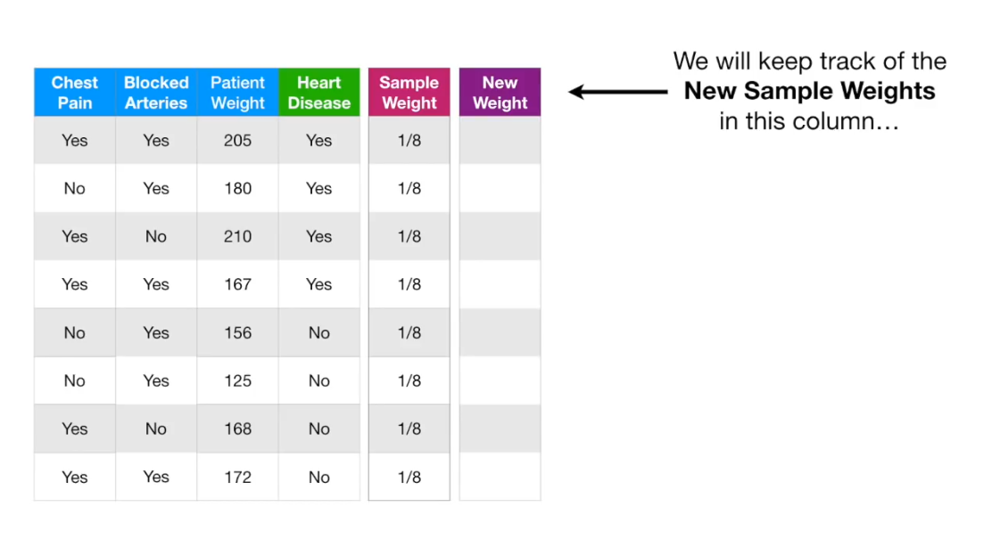 We will keep track of the
New Sample Weights
in this column…
Chest Pain Blocked Arteries Patient Weight Heart Disease Sample Weight New Weight
Yes Yes 205 Yes 1/8
No Yes 180 Yes 1/8
Yes No 210 Yes 1/8
Yes Yes 167 Yes 1/8
No Yes 156 No 1/8
No Yes 125 No 1/8
Yes No 168 No 1/8
Yes Yes 172 No 1/8